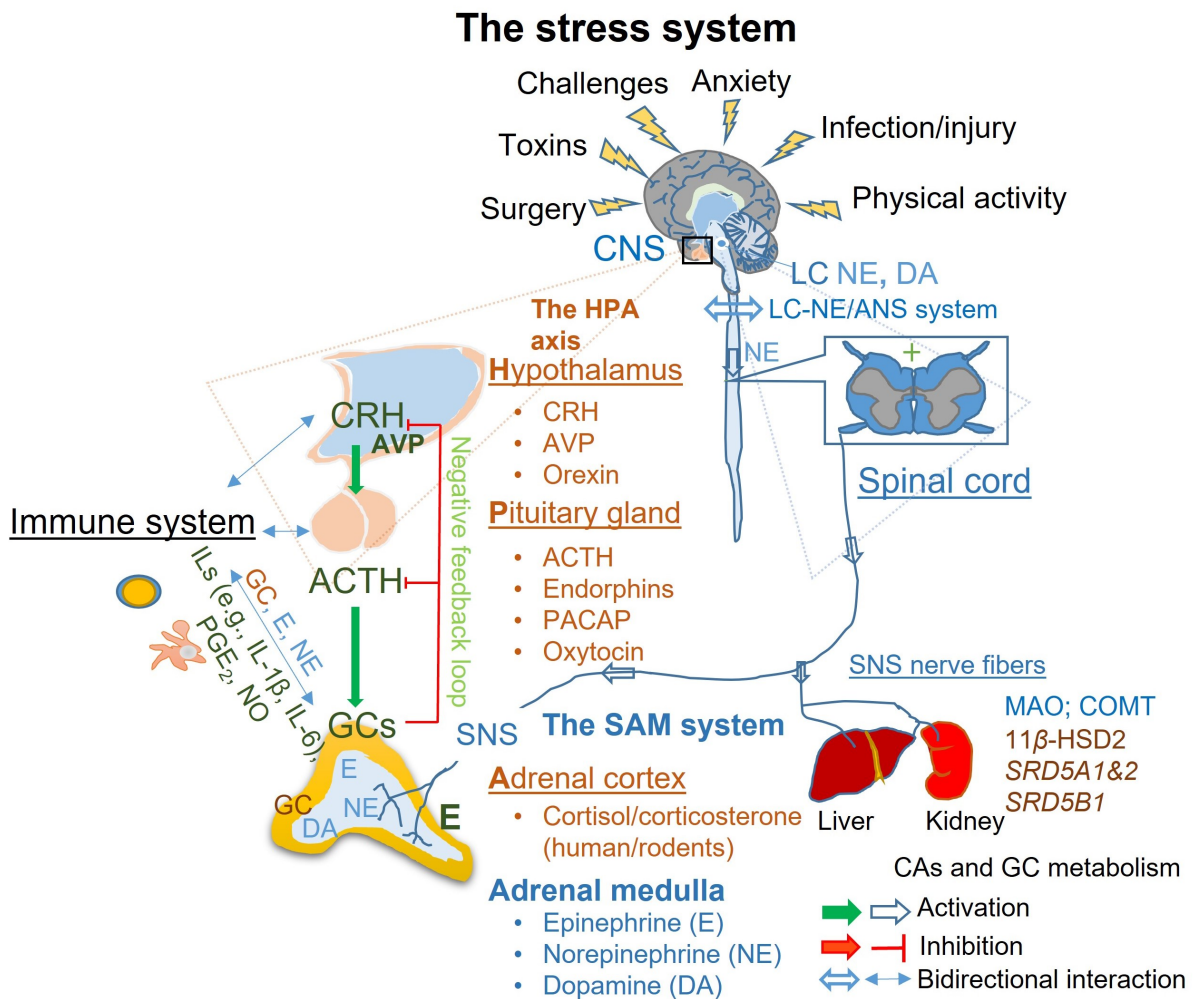 The stress system
Challenges
Anxiety
Toxins
Infection/injury
Surgery
Physical activity
CNS
LC NE, DA
LC-NE/ANS system
NE
+
Spinal cord
The HPA
axis
Hypothalamus
• CRH
• AVP
• Orexin
Pituitary gland
• ACTH
• Endorphins
• PACAP
• Oxytocin
CRH
AVP
Negative feedback loop
Immune system
ACTH
GC, E, NE
ILs (e.g., IL-1β, IL-6),
PGE₂, NO
GCs
E
GC
NE
DA
E
SNS
The SAM system
Adrenal cortex
• Cortisol/corticosterone
(human/rodents)
Adrenal medulla
• Epinephrine (E)
• Norepinephrine (NE)
• Dopamine (DA)
SNS nerve fibers
MAO; COMT
11β-HSD2
SRD5A1&2
SRD5B1
Liver
Kidney
CAs and GC metabolism
Activation
Inhibition
Bidirectional interaction